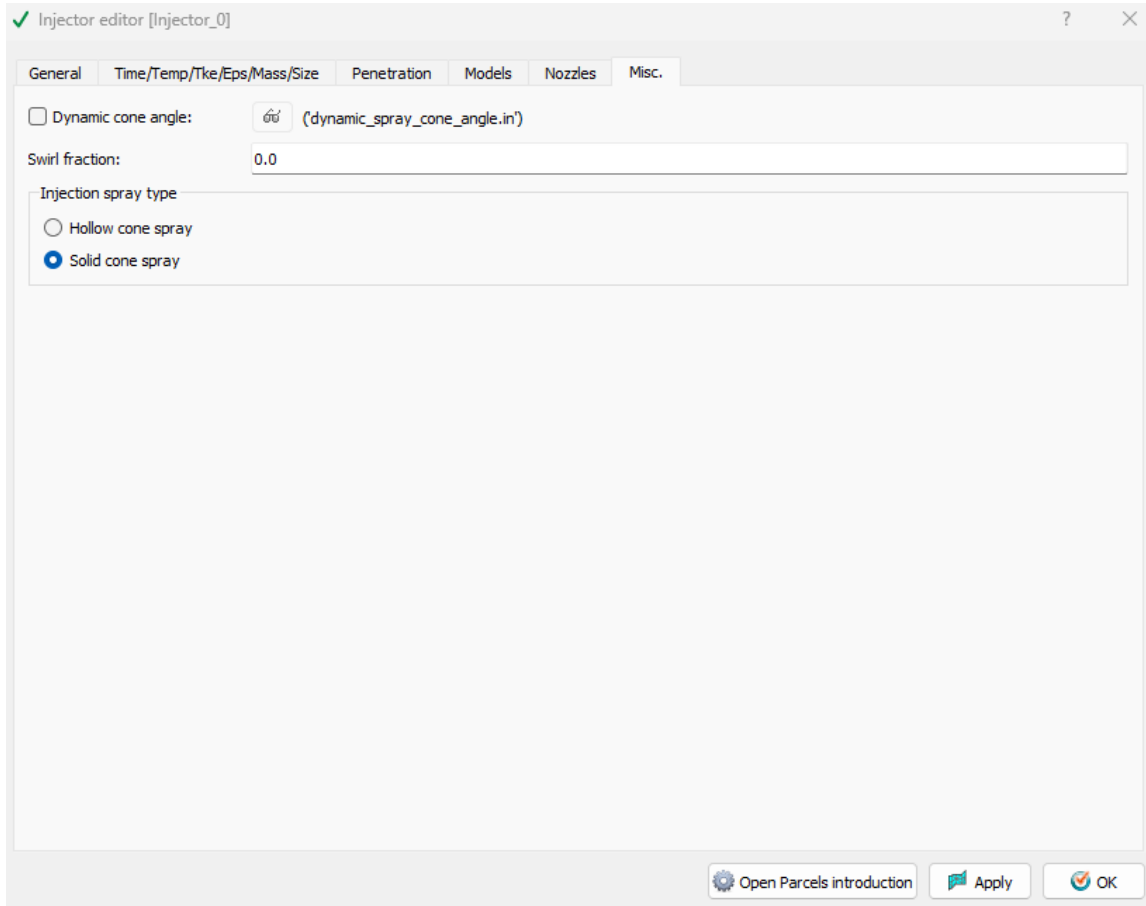 Injector editor [Injector_0] ?
General Time/Temp/Tke/Eps/Mass/Size Penetration Models Nozzles Misc.
Dynamic cone angle: ('dynamic_spray_cone_angle.in')
Swirl fraction: 0.0
Injection spray type
Hollow cone spray
Solid cone spray
Open Parcels introduction Apply OK